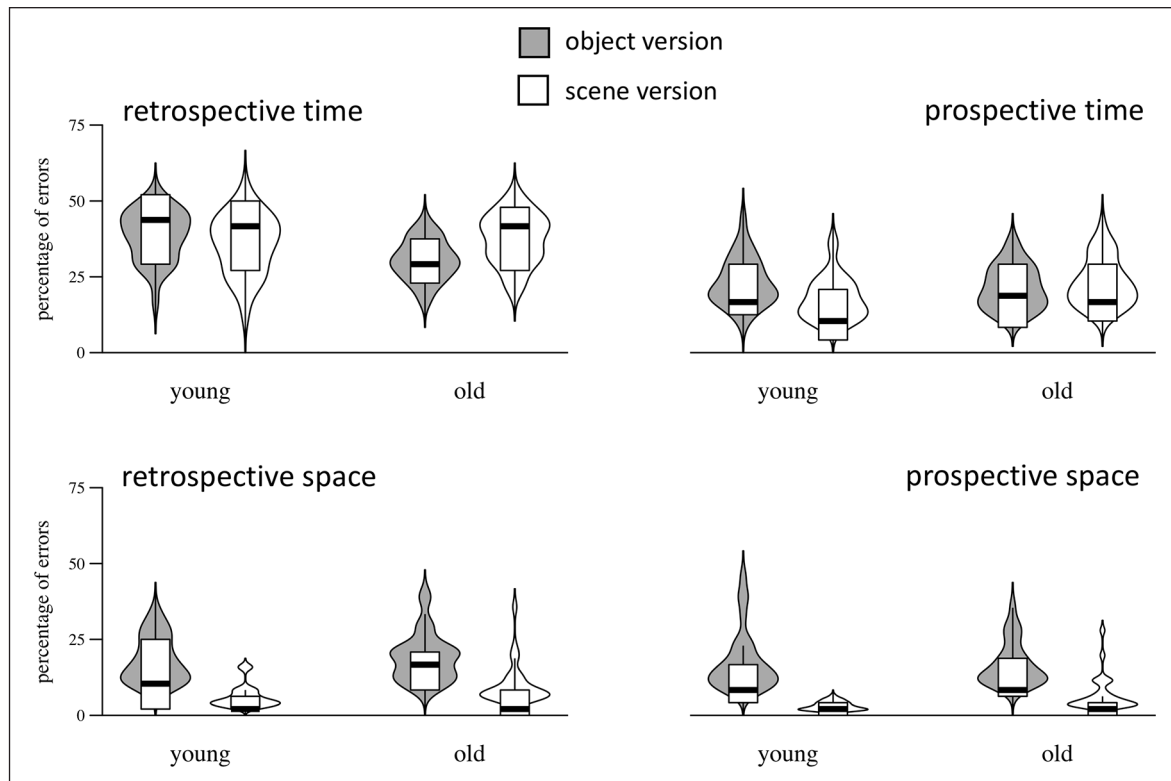 object version
scene version
retrospective time
prospective time
percentage of errors
75
50
25
0
young old
young old
retrospective space
prospective space
percentage of errors
75
50
25
0
young old
young old